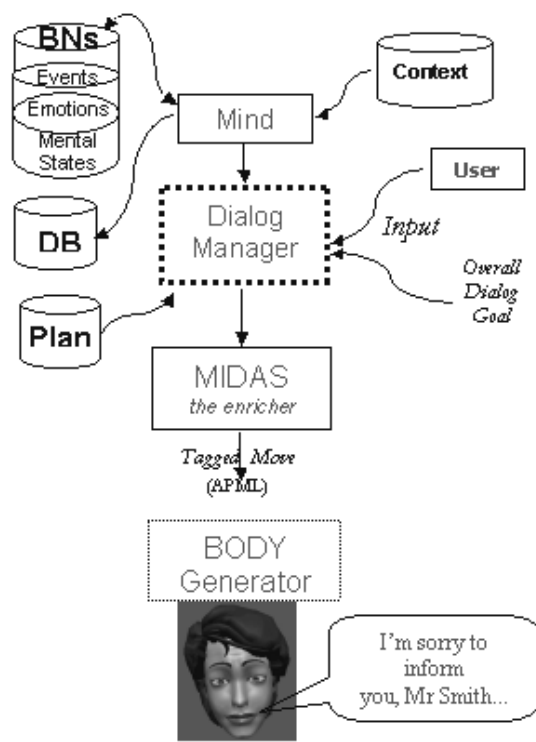 BNs
Events
Emotions
Mental
States
Context
Mind
User
DB
Dialog
Manager
Input
Overall
Dialog
Goal
Plan
MIDAS
the enricher
Tagged Move
(APML)
BODY
Generator
I'm sorry to
inform
you, Mr Smith...